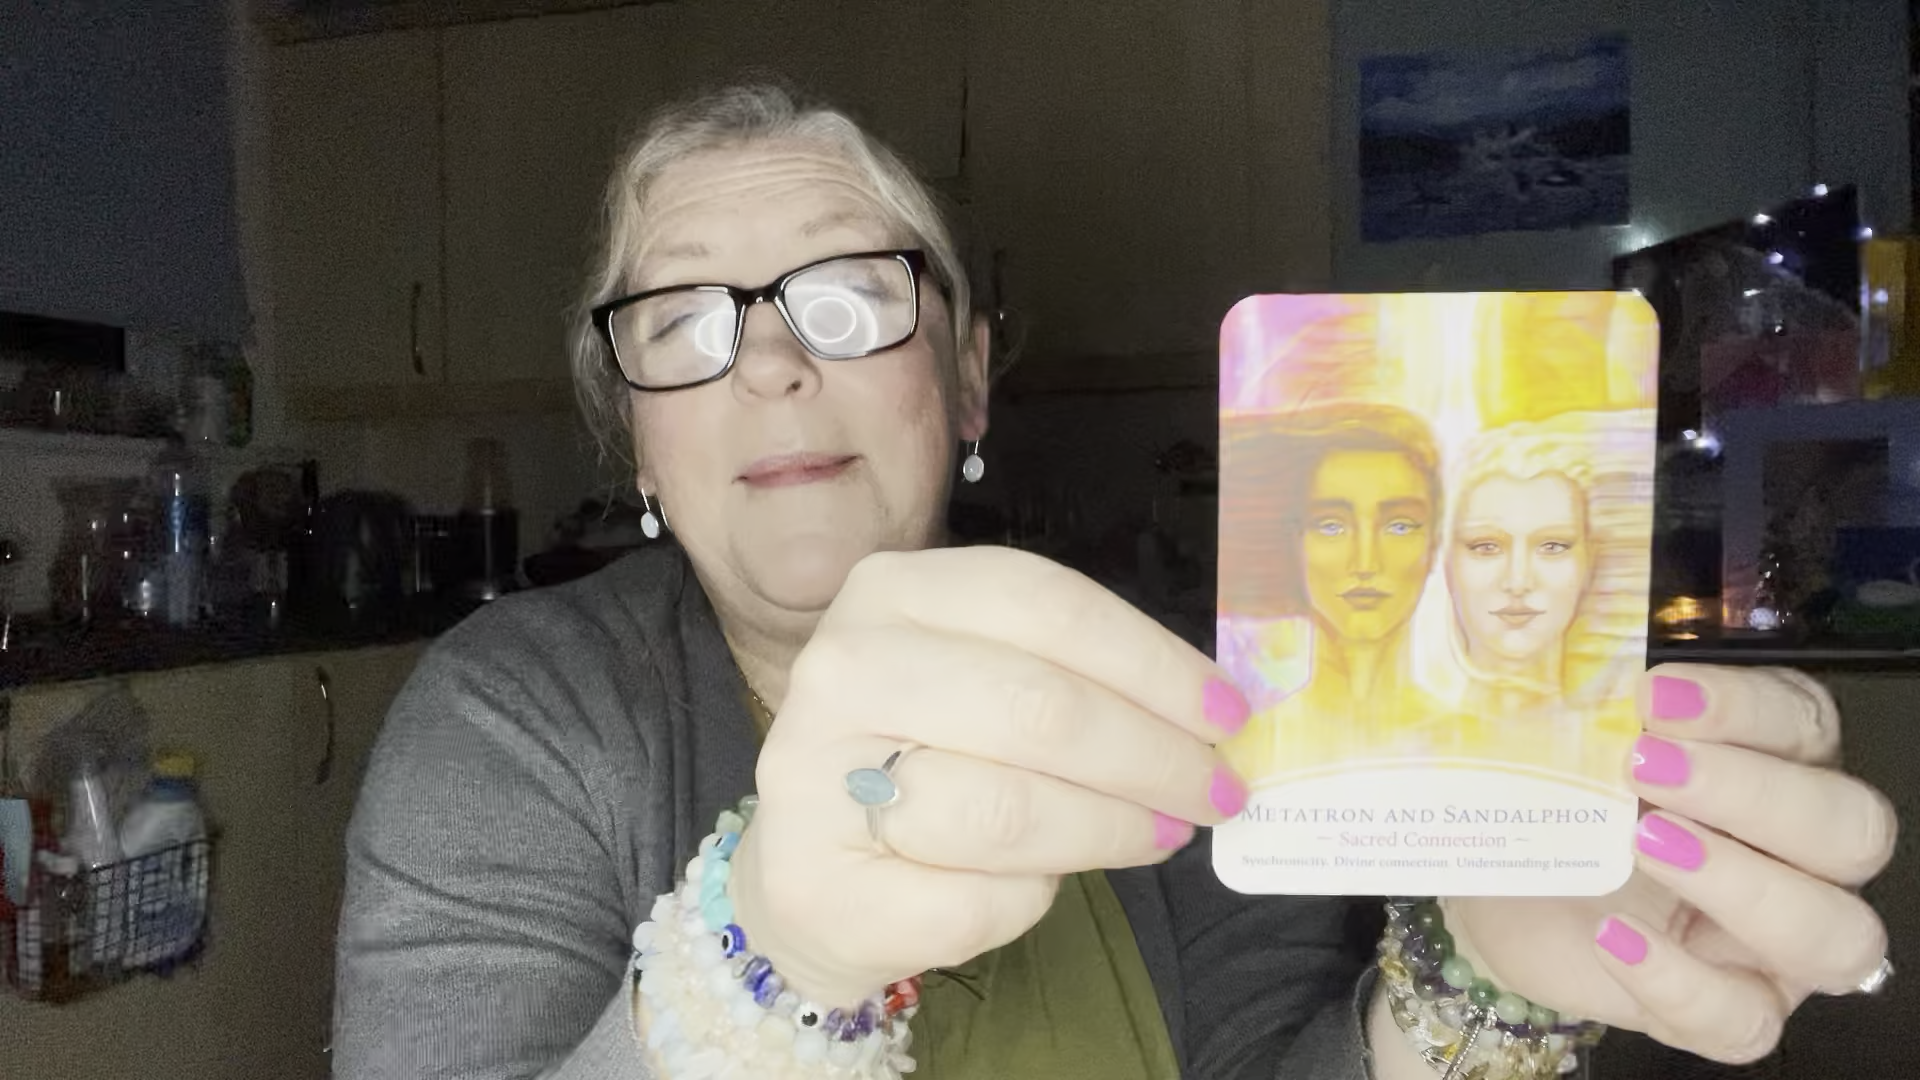 METATRON AND SANDALPHON
~ Sacred Connection ~
Synchronicity. Divine connection. Understanding lessons